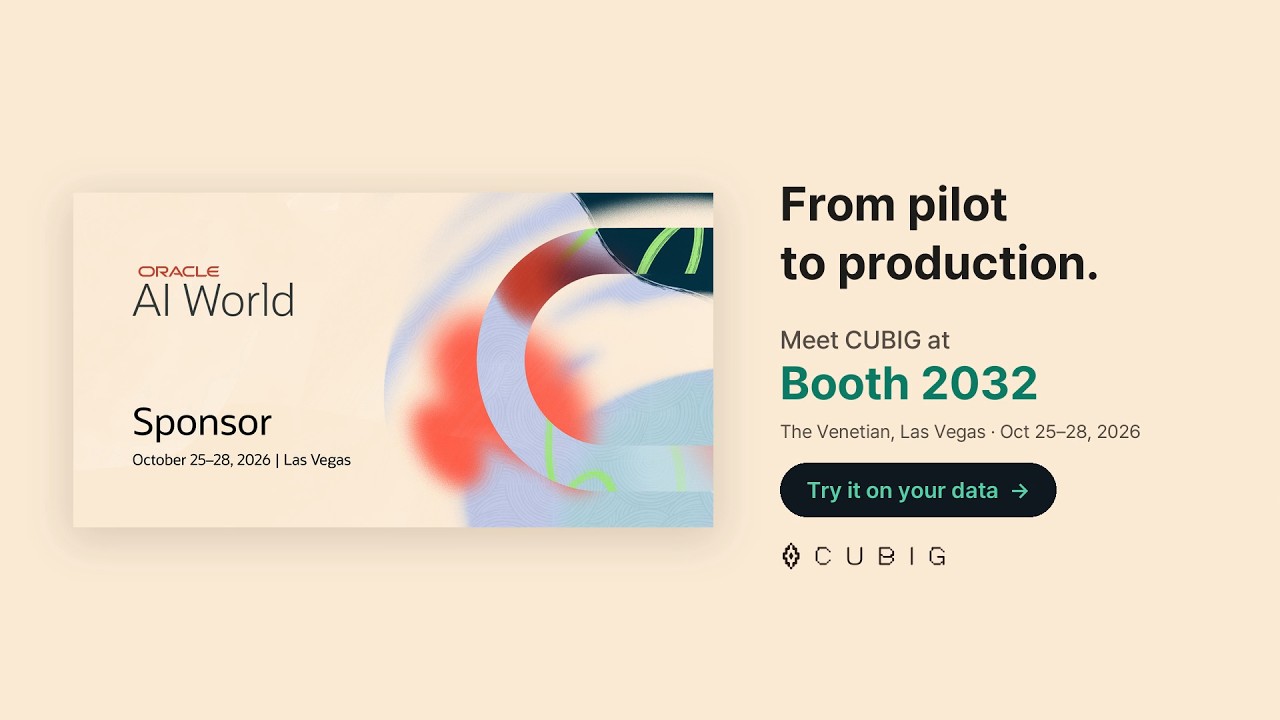 ORACLE
AI World
Sponsor
October 25–28, 2026 | Las Vegas
From pilot
to production.
Meet CUBIG at
Booth 2032
The Venetian, Las Vegas · Oct 25–28, 2026
Try it on your data →
CUBIG